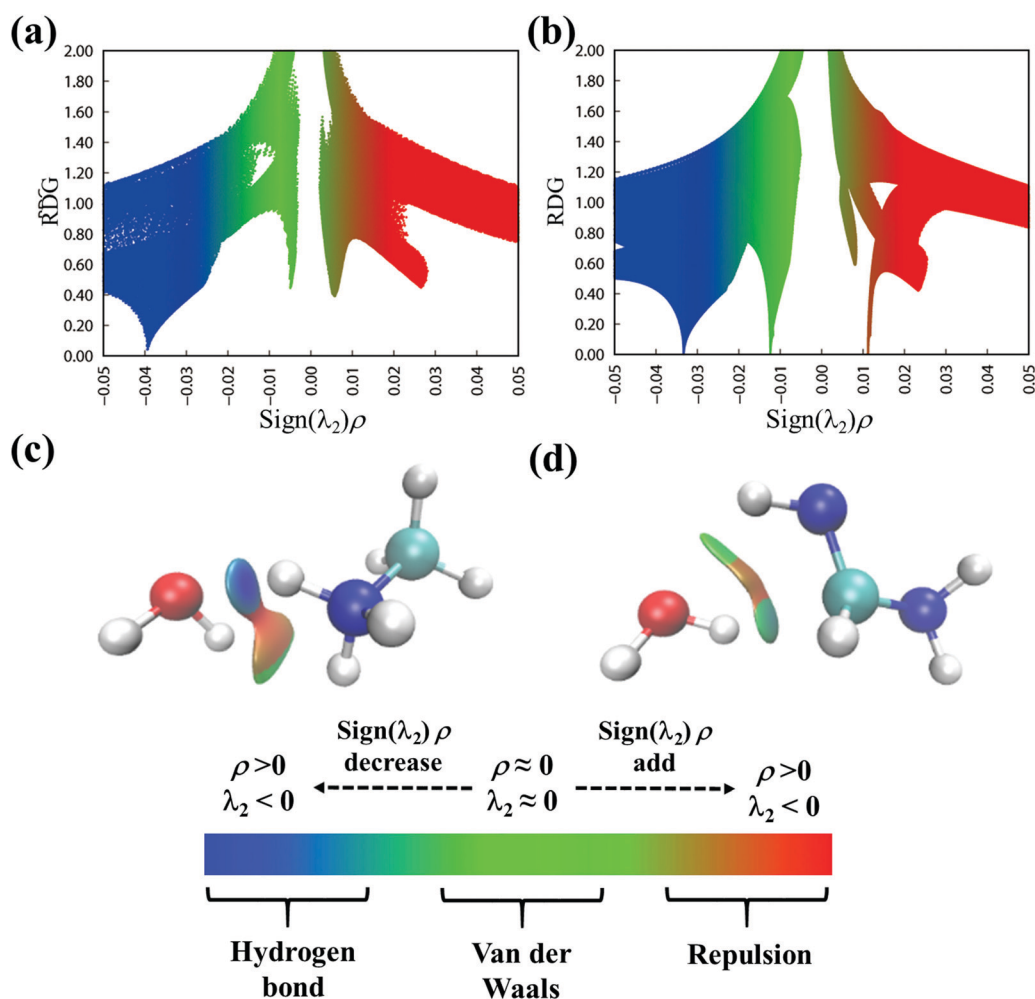 (a)
(b)
2.00
1.80
1.60
1.40
1.20
1.00
0.80
0.60
0.40
0.20
0.00
RDG
−0.05
−0.04
−0.03
−0.02
−0.01
0.00
0.01
0.02
0.03
0.04
0.05
Sign(λ₂)ρ
2.00
1.80
1.60
1.40
1.20
1.00
0.80
0.60
0.40
0.20
0.00
RDG
−0.05
−0.04
−0.03
−0.02
−0.01
0.00
0.01
0.02
0.03
0.04
0.05
Sign(λ₂)ρ
(c)
(d)
Sign(λ₂) ρ
decrease
Sign(λ₂) ρ
add
ρ >0
λ₂ < 0
ρ ≈ 0
λ₂ ≈ 0
ρ >0
λ₂ < 0
Hydrogen
bond
Van der
Waals
Repulsion